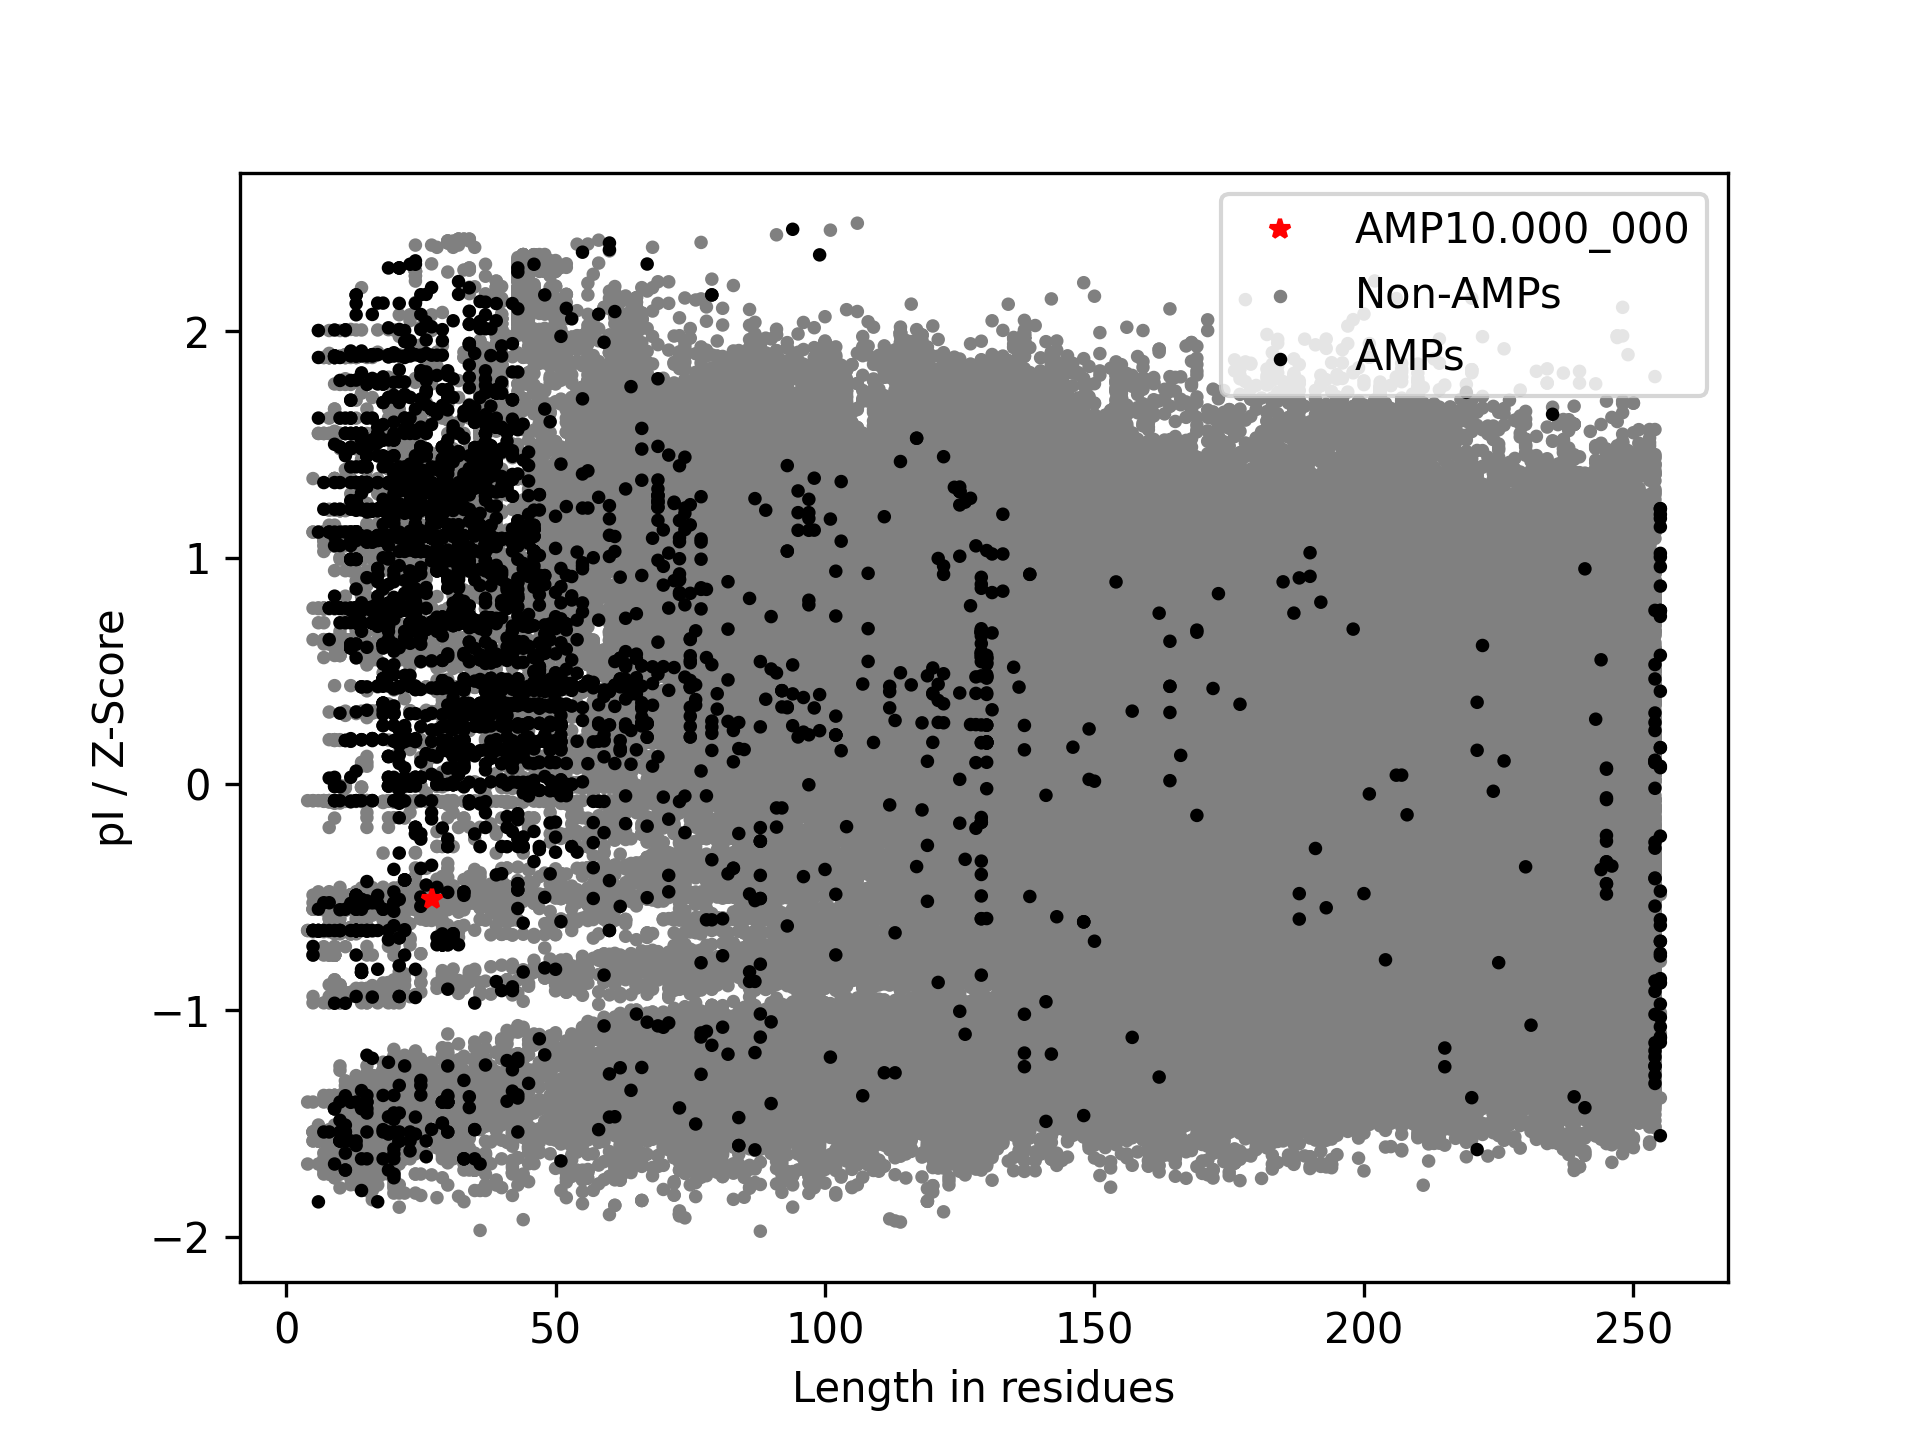 AMP10.000_000
Non-AMPs
AMPs
pI / Z-Score
2
1
0
−1
−2
0 50 100 150 200 250
Length in residues